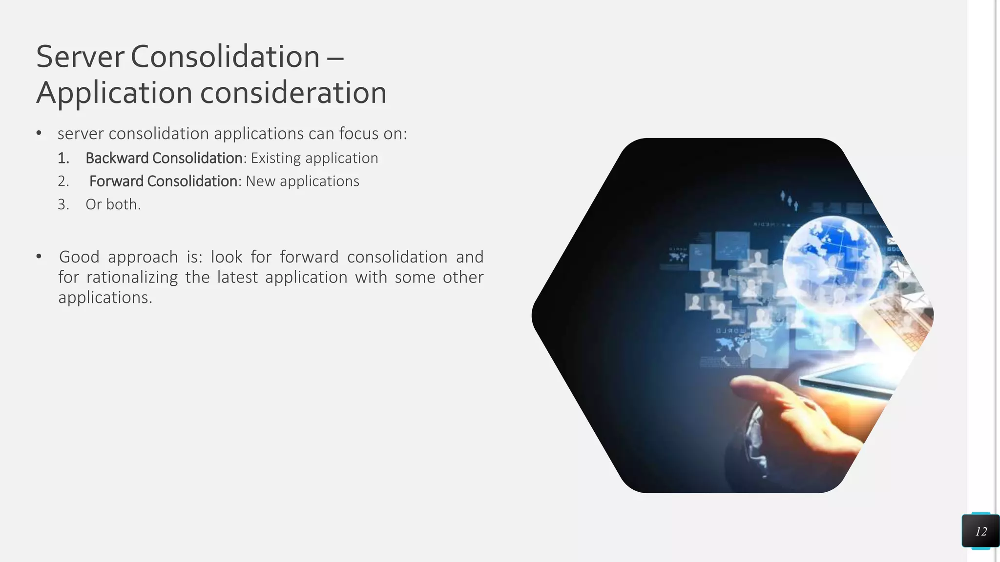 Server Consolidation –
Application consideration
• server consolidation applications can focus on:
1. Backward Consolidation: Existing application
2. Forward Consolidation: New applications
3. Or both.
• Good approach is: look for forward consolidation and
for rationalizing the latest application with some other
applications.
WORLD
WORLD
12